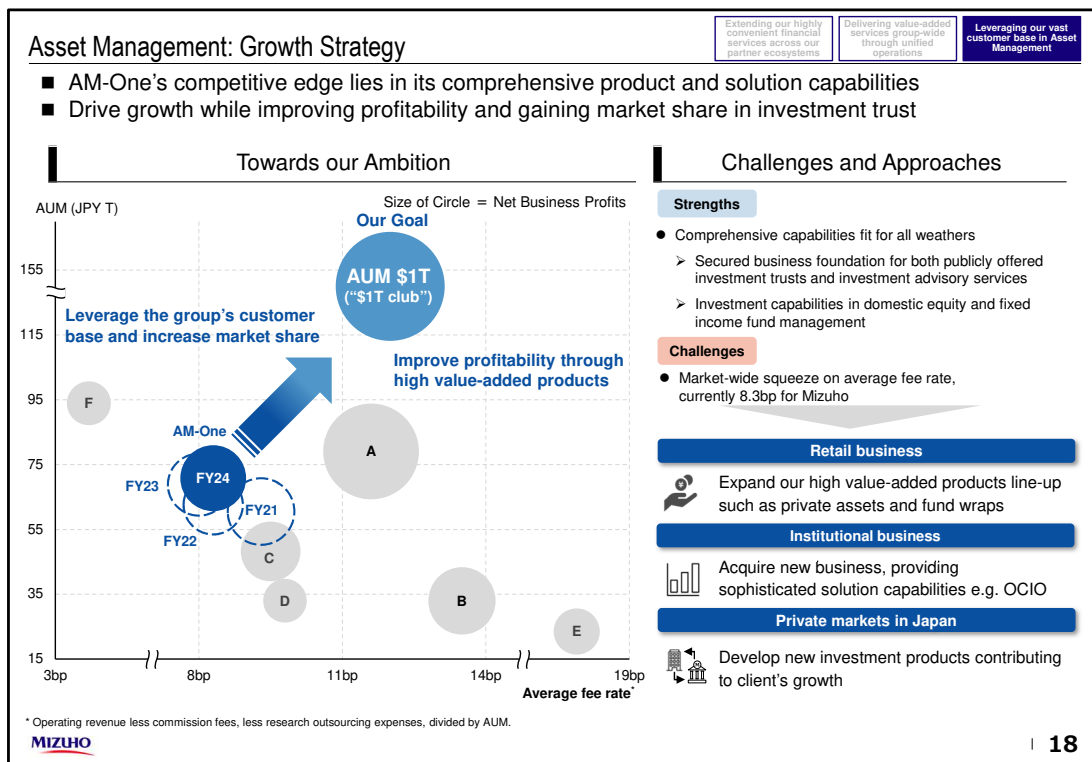 Asset Management: Growth Strategy
Extending our highly
convenient financial
services across our
partner ecosystems
Delivering value-added
services group-wide
through unified
operations
Leveraging our vast
customer base in Asset
Management
■ AM-One’s competitive edge lies in its comprehensive product and solution capabilities
■ Drive growth while improving profitability and gaining market share in investment trust
Towards our Ambition
AUM (JPY T)
Size of Circle = Net Business Profits
Our Goal
AUM $1T
(“$1T club”)
155
Leverage the group’s customer
base and increase market share
115
Improve profitability through
high value-added products
95
F
AM-One
A
75
FY24
FY23
FY21
55
FY22
C
35
D
B
E
15
3bp
8bp
11bp
14bp
19bp
Average fee rate*
Challenges and Approaches
Strengths
● Comprehensive capabilities fit for all weathers
➢ Secured business foundation for both publicly offered
investment trusts and investment advisory services
➢ Investment capabilities in domestic equity and fixed
income fund management
Challenges
● Market-wide squeeze on average fee rate,
currently 8.3bp for Mizuho
Retail business
Expand our high value-added products line-up
such as private assets and fund wraps
Institutional business
Acquire new business, providing
sophisticated solution capabilities e.g. OCIO
Private markets in Japan
Develop new investment products contributing
to client’s growth
* Operating revenue less commission fees, less research outsourcing expenses, divided by AUM.
MIZUHO
18